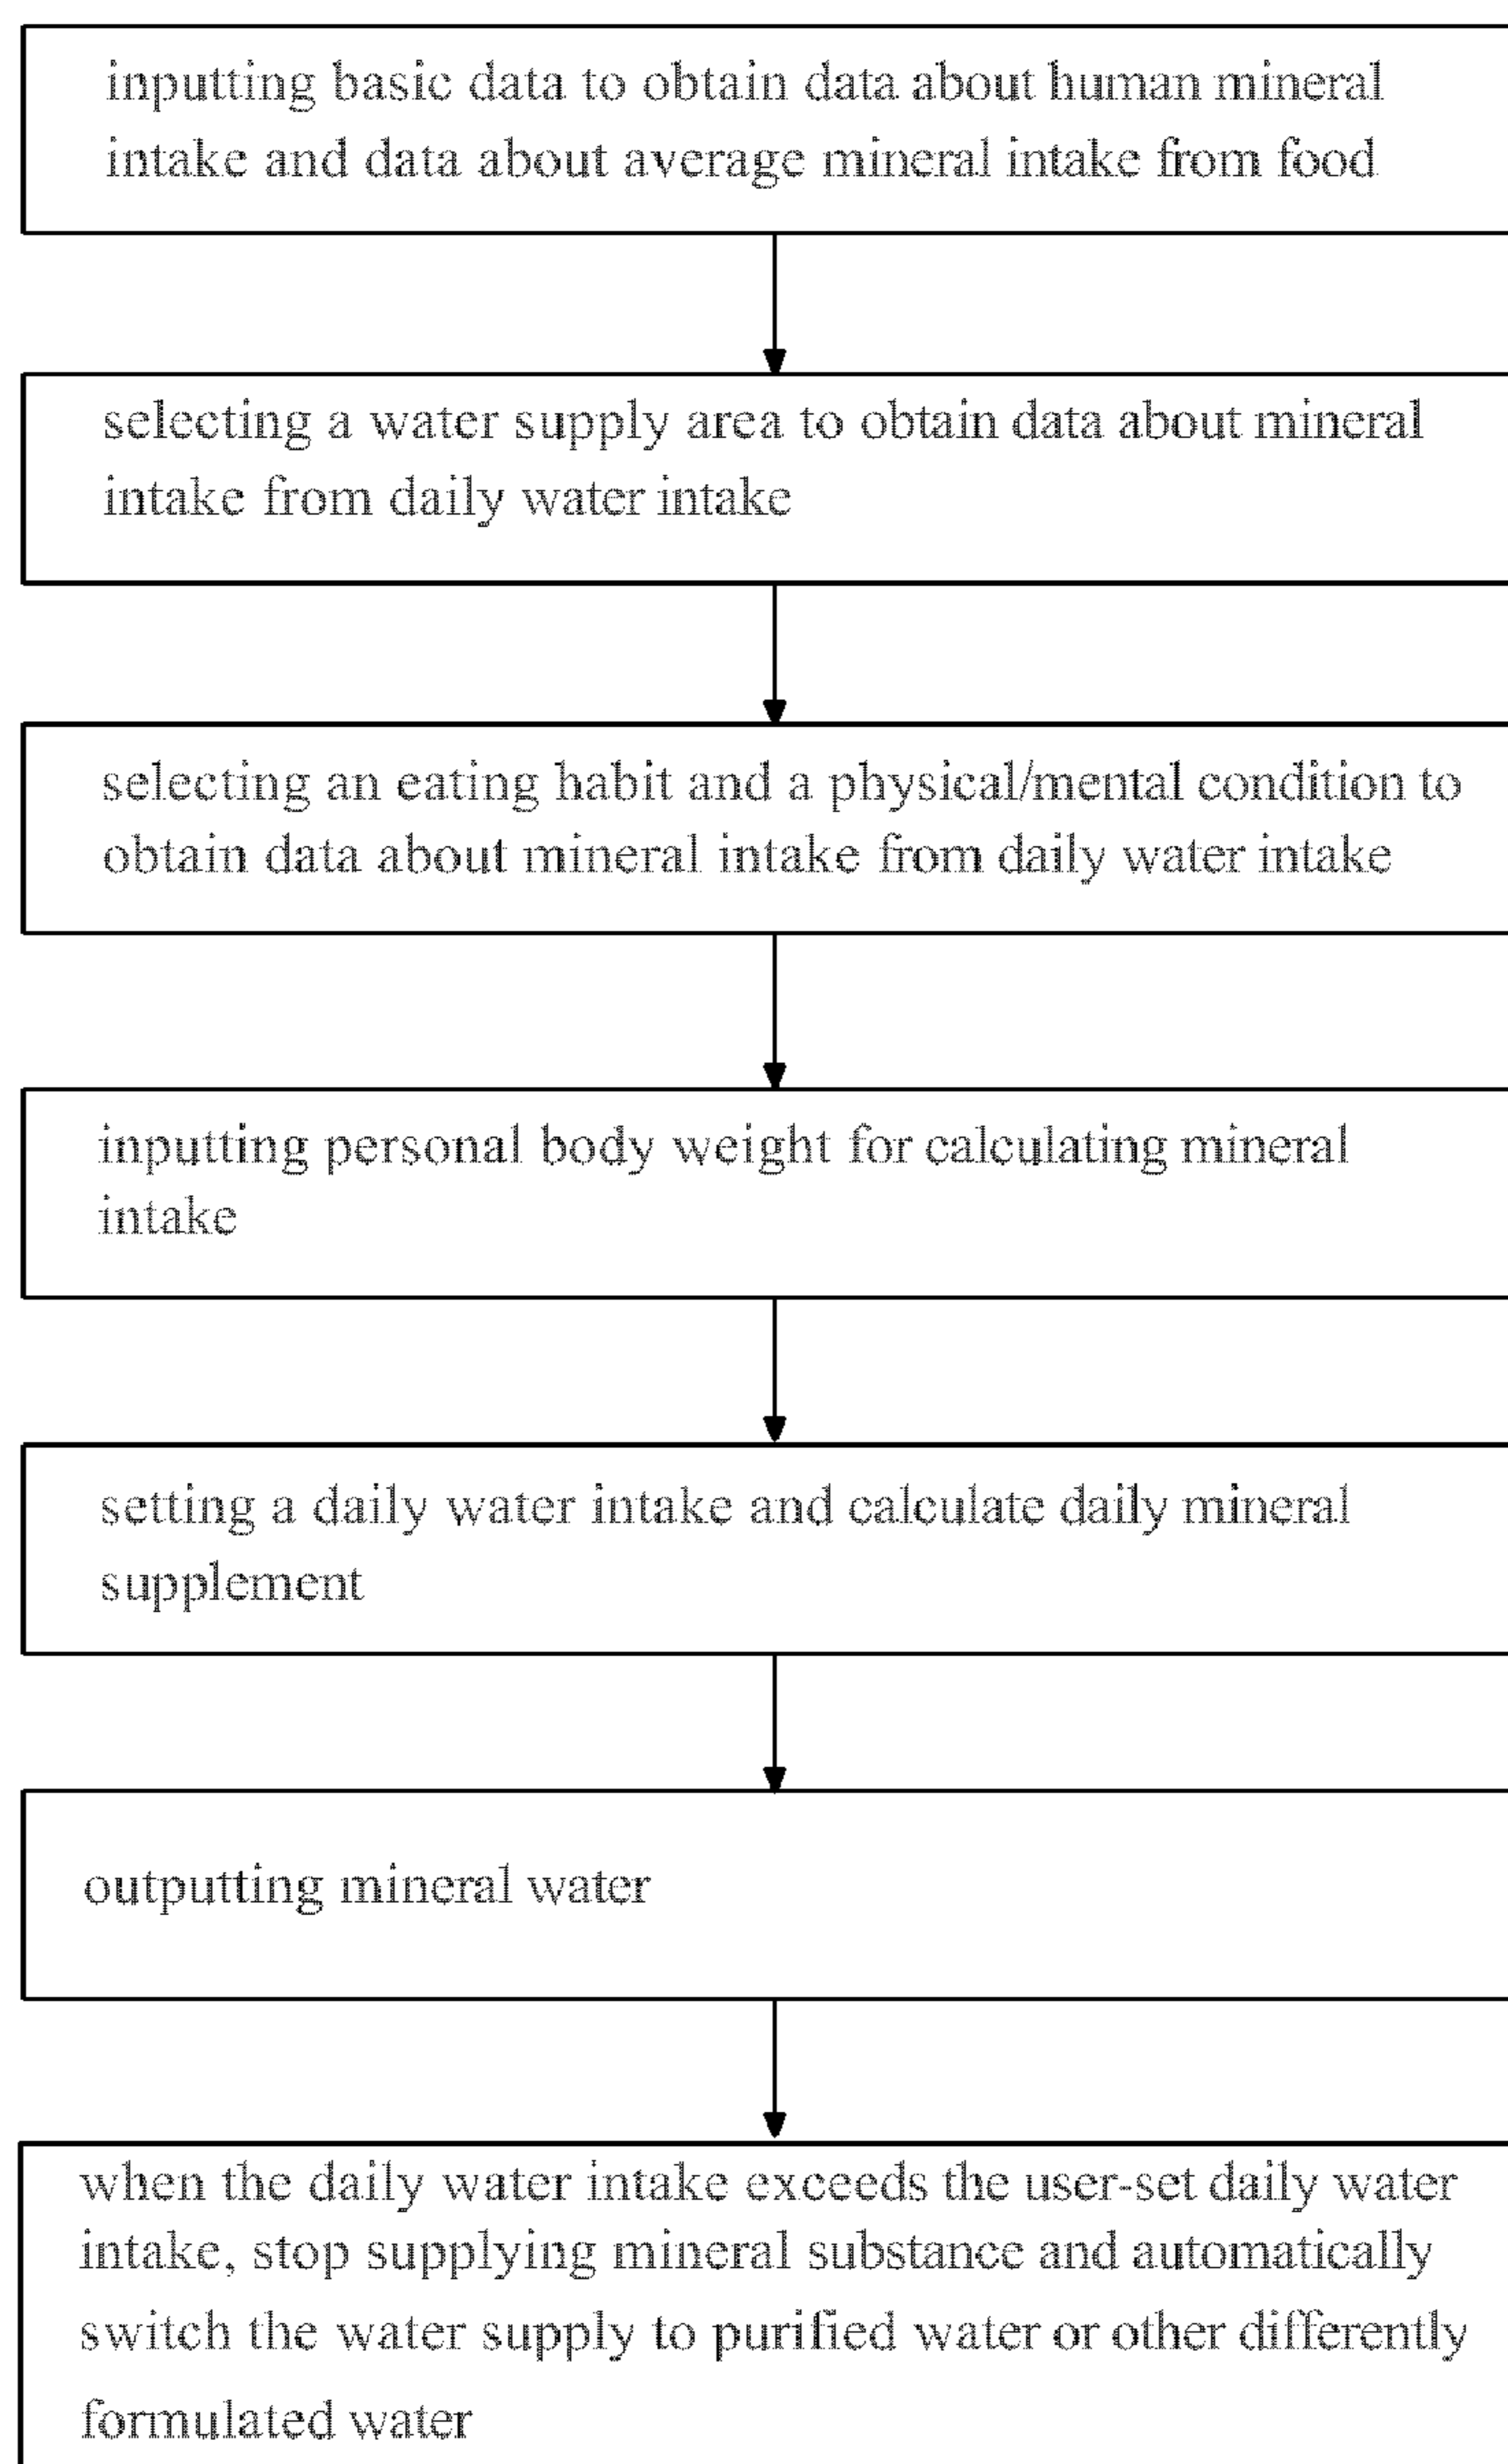 inputting basic data to obtain data about human mineral
intake and data about average mineral intake from food
selecting a water supply area to obtain data about mineral
intake from daily water intake
selecting an eating habit and a physical/mental condition to
obtain data about mineral intake from daily water intake
inputting personal body weight for calculating mineral
intake
setting a daily water intake and calculate daily mineral
supplement
outputting mineral water
when the daily water intake exceeds the user-set daily water
intake, stop supplying mineral substance and automatically
switch the water supply to purified water or other differently
formulated water